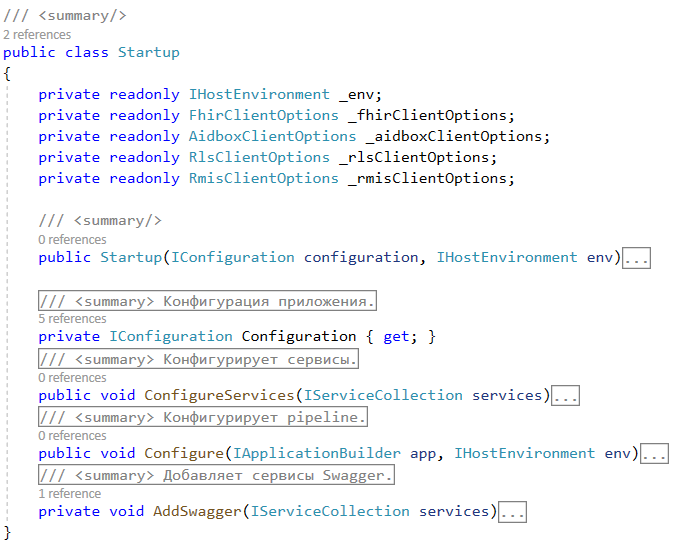 /// <summary/>
2 references
public class Startup
{
private readonly IHostEnvironment _env;
private readonly FhirClientOptions _fhirClientOptions;
private readonly AidboxClientOptions _aidboxClientOptions;
private readonly RlsClientOptions _rlsClientOptions;
private readonly RmisClientOptions _rmisClientOptions;
/// <summary/>
0 references
public Startup(IConfiguration configuration, IHostEnvironment env)...
/// <summary> Конфигурация приложения.
5 references
private IConfiguration Configuration { get; }
/// <summary> Конфигурирует сервисы.
0 references
public void ConfigureServices(IServiceCollection services)...
/// <summary> Конфигурирует pipeline.
0 references
public void Configure(IApplicationBuilder app, IHostEnvironment env)...
/// <summary> Добавляет сервисы Swagger.
1 reference
private void AddSwagger(IServiceCollection services)...
}